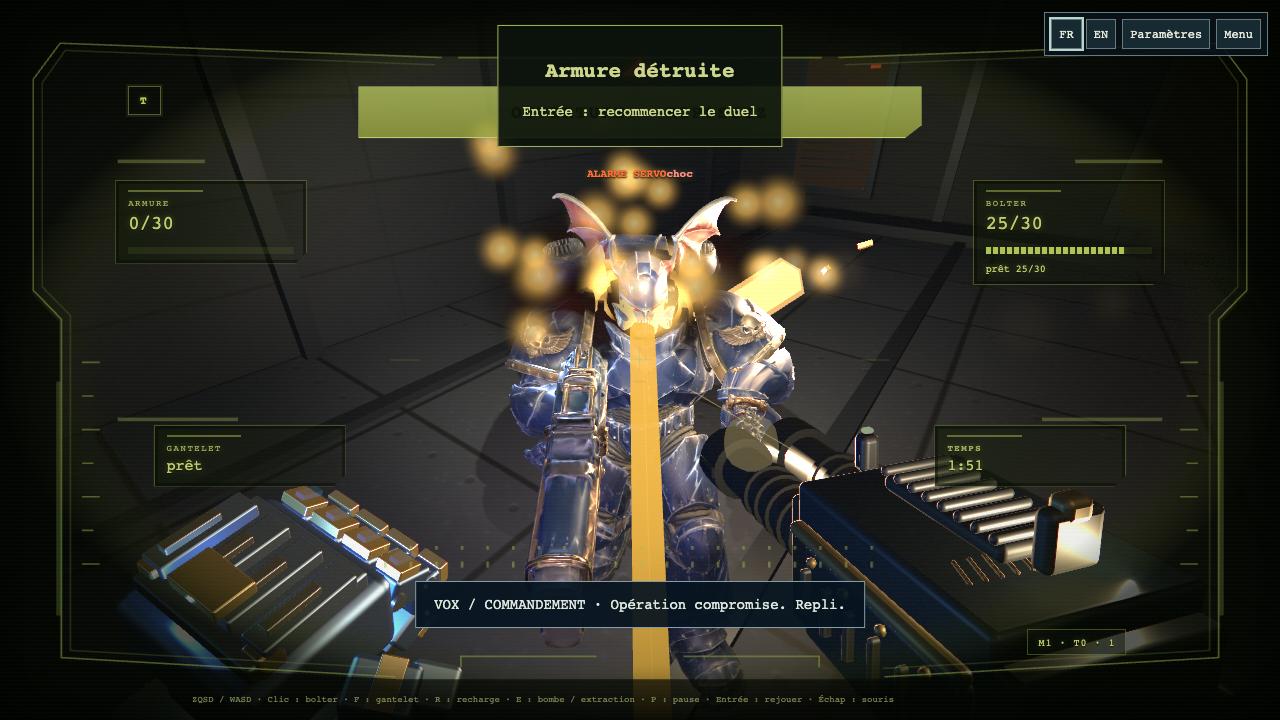 FR EN Paramètres Menu
Armure détruite
Entrée : recommencer le duel
T
ALARME SERVOchoc
ARMURE
0/30
BOLTER
25/30
prêt 25/30
GANTELET
prêt
TEMPS
1:51
VOX / COMMANDEMENT · Opération compromise. Repli.
M1 · T0 · 1
ZQSD / WASD · Clic : bolter · F : gantelet · R : recharge · E : bombe / extraction · P : pause · Entrée : rejouer · Échap : souris